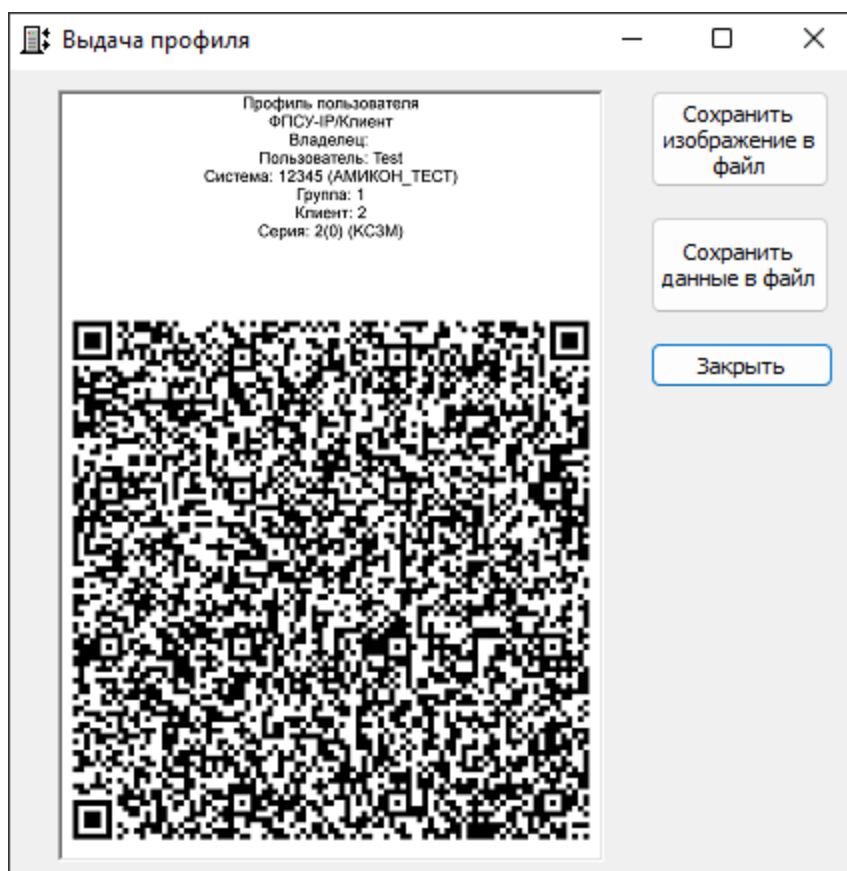 Выдача профиля
Профиль пользователя
ФПСУ-IP/Клиент
Владелец:
Пользователь: Test
Система: 12345 (АМИКОН_ТЕСТ)
Группа: 1
Клиент: 2
Серия: 2(0) (КС3М)
Сохранить
изображение в
файл
Сохранить
данные в файл
Закрыть